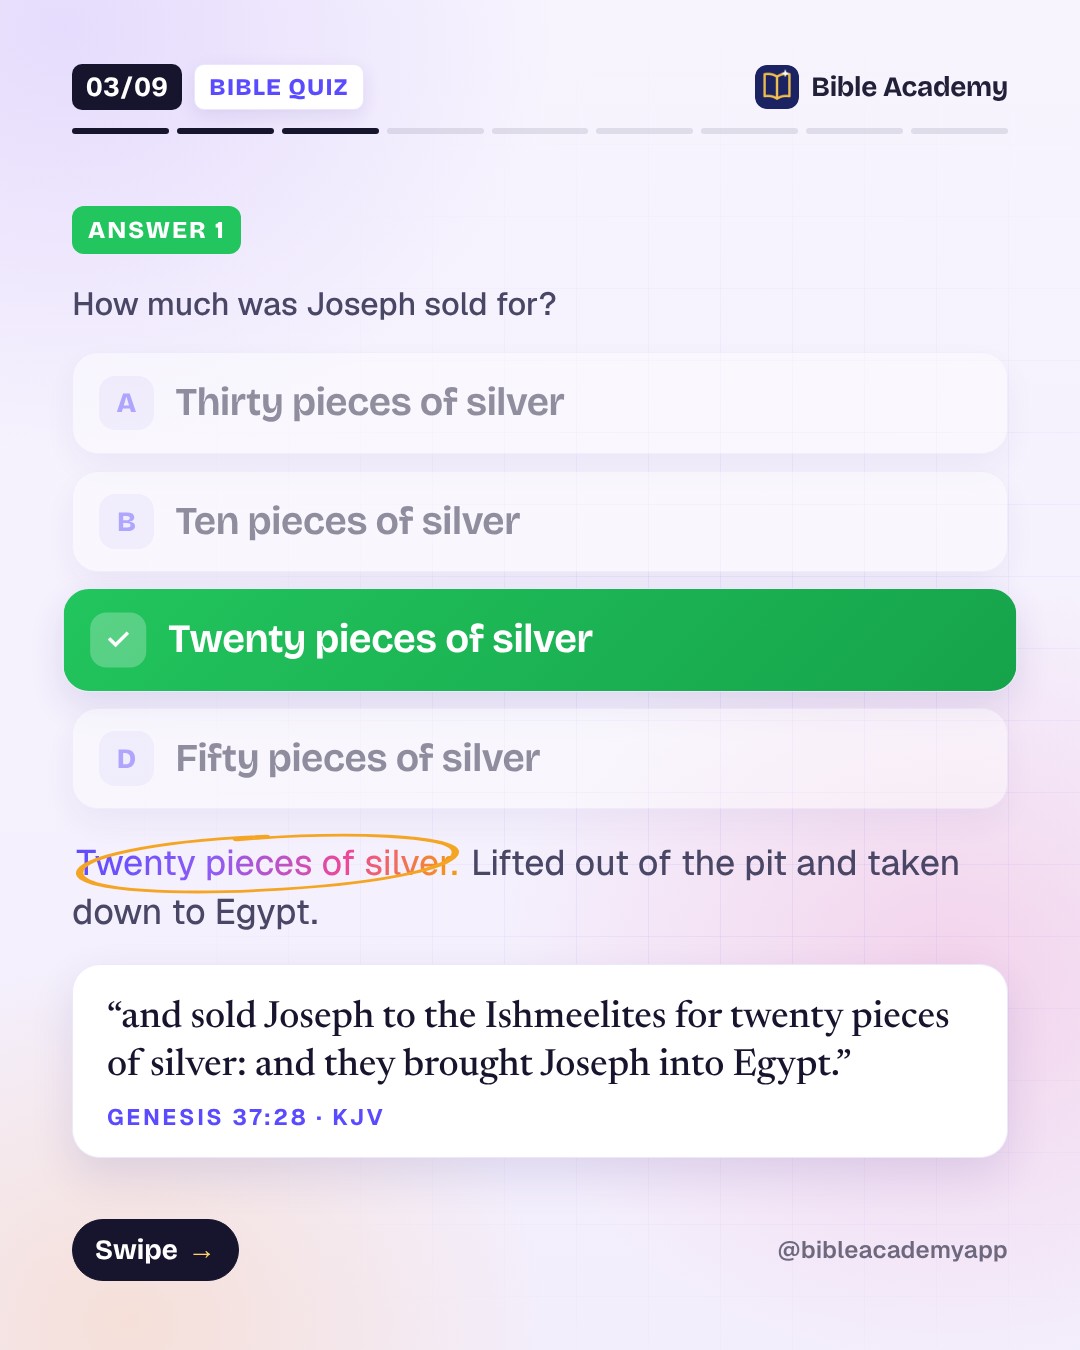 03/09
BIBLE QUIZ
Bible Academy
ANSWER 1
How much was Joseph sold for?
A
Thirty pieces of silver
B
Ten pieces of silver
Twenty pieces of silver
D
Fifty pieces of silver
Twenty pieces of silver. Lifted out of the pit and taken
down to Egypt.
“and sold Joseph to the Ishmeelites for twenty pieces
of silver: and they brought Joseph into Egypt.”
GENESIS 37:28 · KJV
Swipe →
@bibleacademyapp